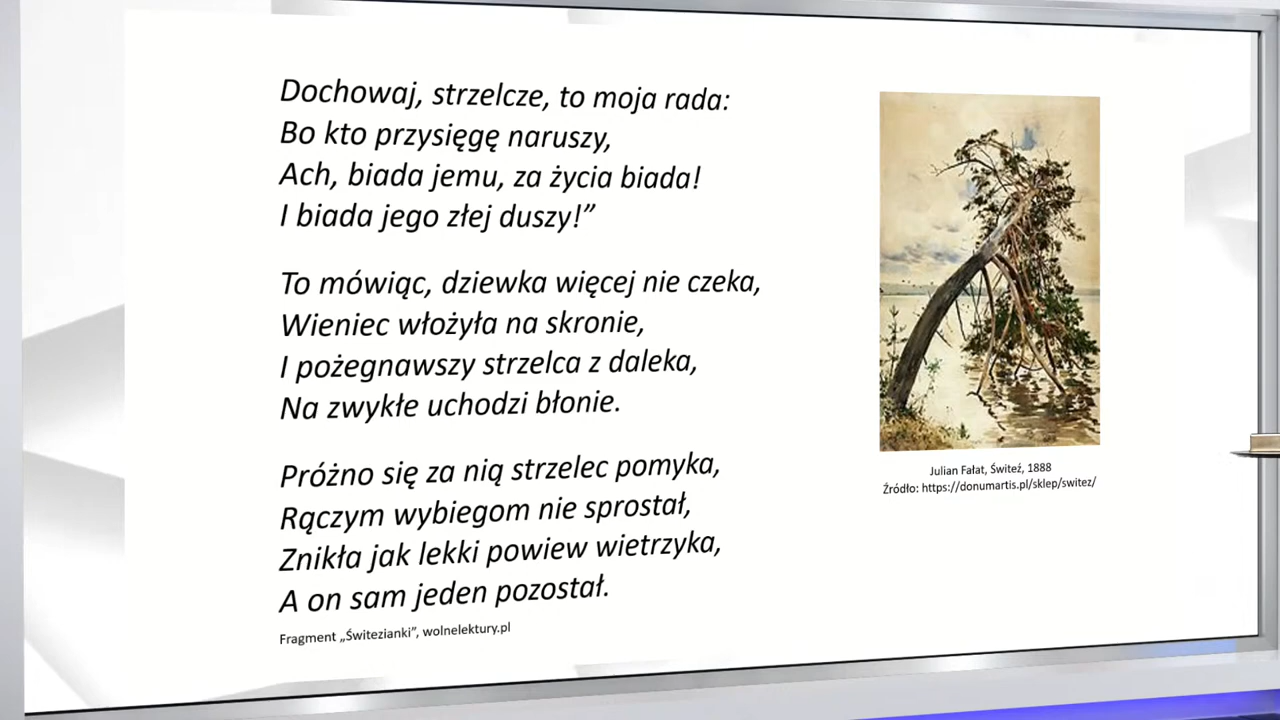 Dochowaj, strzelcze, to moja rada:
Bo kto przysięgę naruszy,
Ach, biada jemu, za życia biada!
I biada jego złej duszy!”
To mówiąc, dziewka więcej nie czeka,
Wieniec włożyła na skronie,
I pożegnawszy strzelca z daleka,
Na zwykłe uchodzi błonie.
Próżno się za nią strzelec pomyka,
Rączym wybiegom nie sprostał,
Znikła jak lekki powiew wietrzyka,
A on sam jeden pozostał.
Fragment „Świtezianki”, wolnelektury.pl
Julian Fałat, Świteź, 1888
Źródło: https://donumartis.pl/sklep/switez/